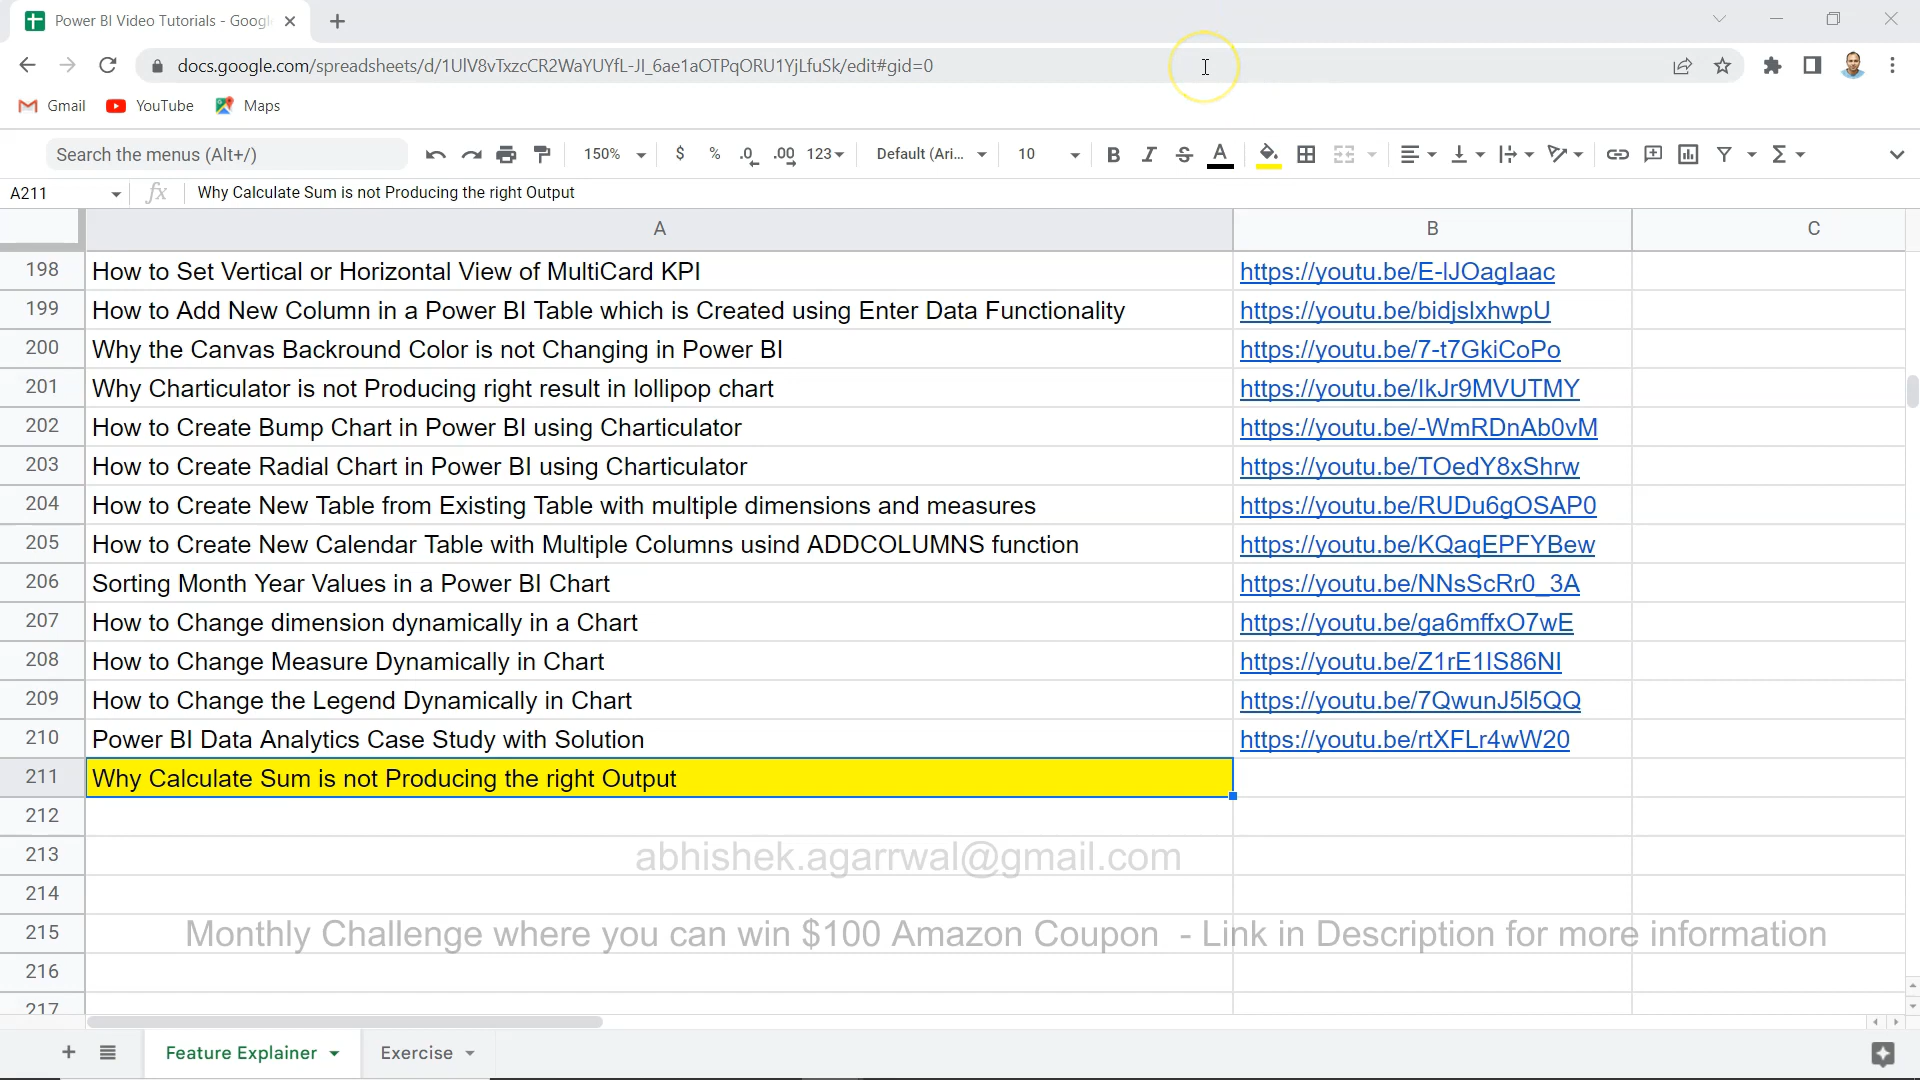 Power BI Video Tutorials - Googl
docs.google.com/spreadsheets/d/1UlV8vTxzcCR2WaYUYfL-JI_6ae1aOTPqORU1YjLfuSk/edit#gid=0
Gmail YouTube Maps
Search the menus (Alt+/) 150% $ % .0 .00 123 Default (Ari... 10 B I S A
A211 fx Why Calculate Sum is not Producing the right Output
A B C
198 How to Set Vertical or Horizontal View of MultiCard KPI https://youtu.be/E-lJOagIaac
199 How to Add New Column in a Power BI Table which is Created using Enter Data Functionality https://youtu.be/bidjsIxhwpU
200 Why the Canvas Backround Color is not Changing in Power BI https://youtu.be/7-t7GkiCoPo
201 Why Charticulator is not Producing right result in lollipop chart https://youtu.be/IkJr9MVUTMY
202 How to Create Bump Chart in Power BI using Charticulator https://youtu.be/-WmRDnAb0vM
203 How to Create Radial Chart in Power BI using Charticulator https://youtu.be/TOedY8xShrw
204 How to Create New Table from Existing Table with multiple dimensions and measures https://youtu.be/RUDu6gOSAP0
205 How to Create New Calendar Table with Multiple Columns usind ADDCOLUMNS function https://youtu.be/KQaqEPFYBew
206 Sorting Month Year Values in a Power BI Chart https://youtu.be/NNsScRr0_3A
207 How to Change dimension dynamically in a Chart https://youtu.be/ga6mffxO7wE
208 How to Change Measure Dynamically in Chart https://youtu.be/Z1rE1IS86NI
209 How to Change the Legend Dynamically in Chart https://youtu.be/7QwunJ5I5QQ
210 Power BI Data Analytics Case Study with Solution https://youtu.be/rtXFLr4wW20
211 Why Calculate Sum is not Producing the right Output
212
213 abhishek.agarrwal@gmail.com
214
215 Monthly Challenge where you can win $100 Amazon Coupon - Link in Description for more information
216
217
Feature Explainer Exercise